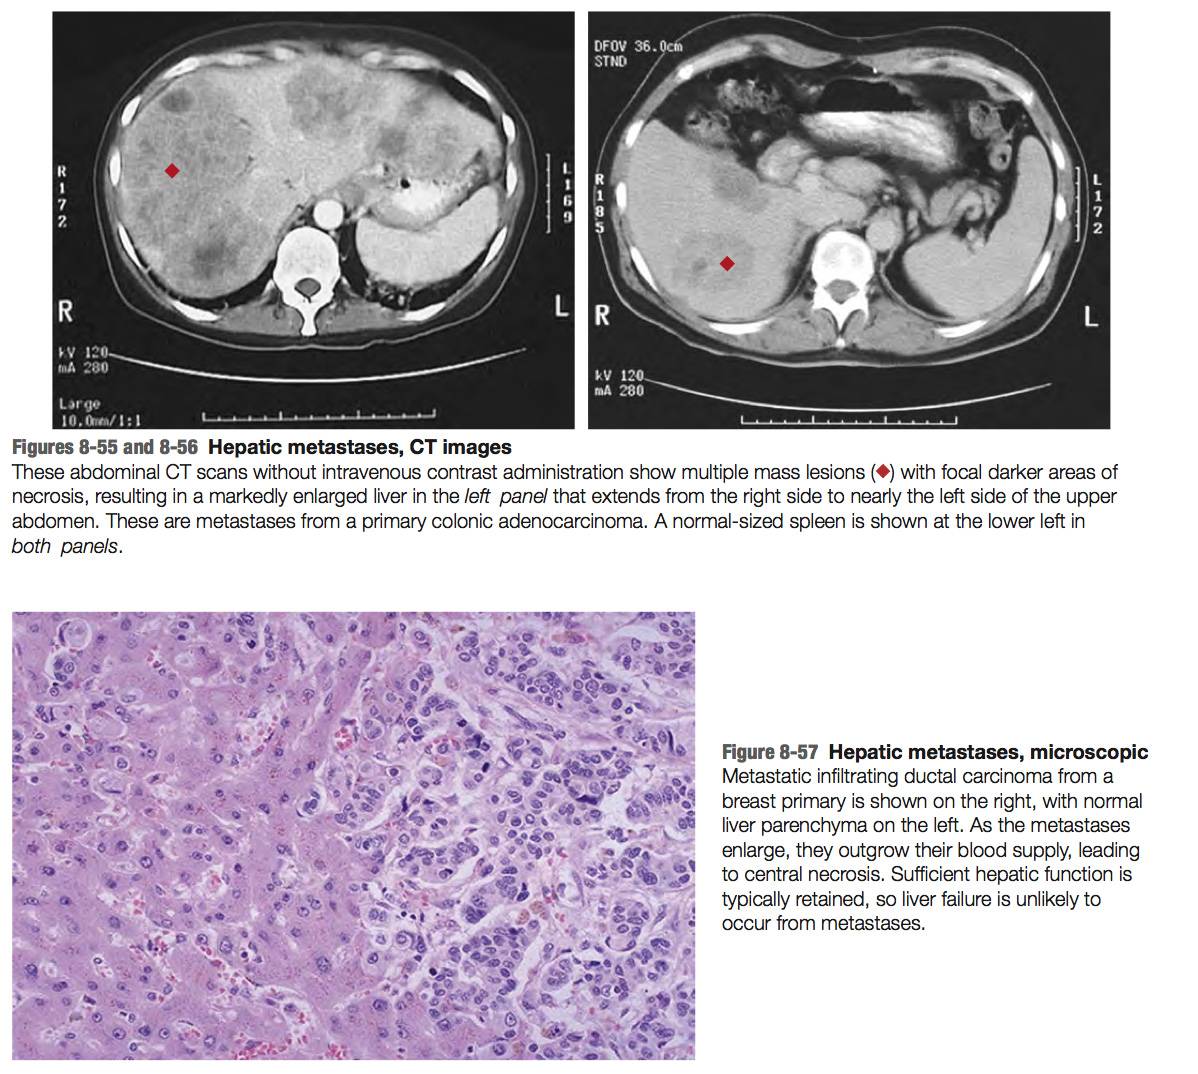 DFOV 36.0cm
STND
R
1
7
2
L
1
6
9
R
1
8
5
L
1
7
2
R
L
R
L
kV 120
mA 280
Large
10.0mm/1:1
kV 120
mA 280
Figures 8-55 and 8-56 Hepatic metastases, CT images
These abdominal CT scans without intravenous contrast administration show multiple mass lesions (◆) with focal darker areas of
necrosis, resulting in a markedly enlarged liver in the left panel that extends from the right side to nearly the left side of the upper
abdomen. These are metastases from a primary colonic adenocarcinoma. A normal-sized spleen is shown at the lower left in
both panels.
Figure 8-57 Hepatic metastases, microscopic
Metastatic infiltrating ductal carcinoma from a
breast primary is shown on the right, with normal
liver parenchyma on the left. As the metastases
enlarge, they outgrow their blood supply, leading
to central necrosis. Sufficient hepatic function is
typically retained, so liver failure is unlikely to
occur from metastases.